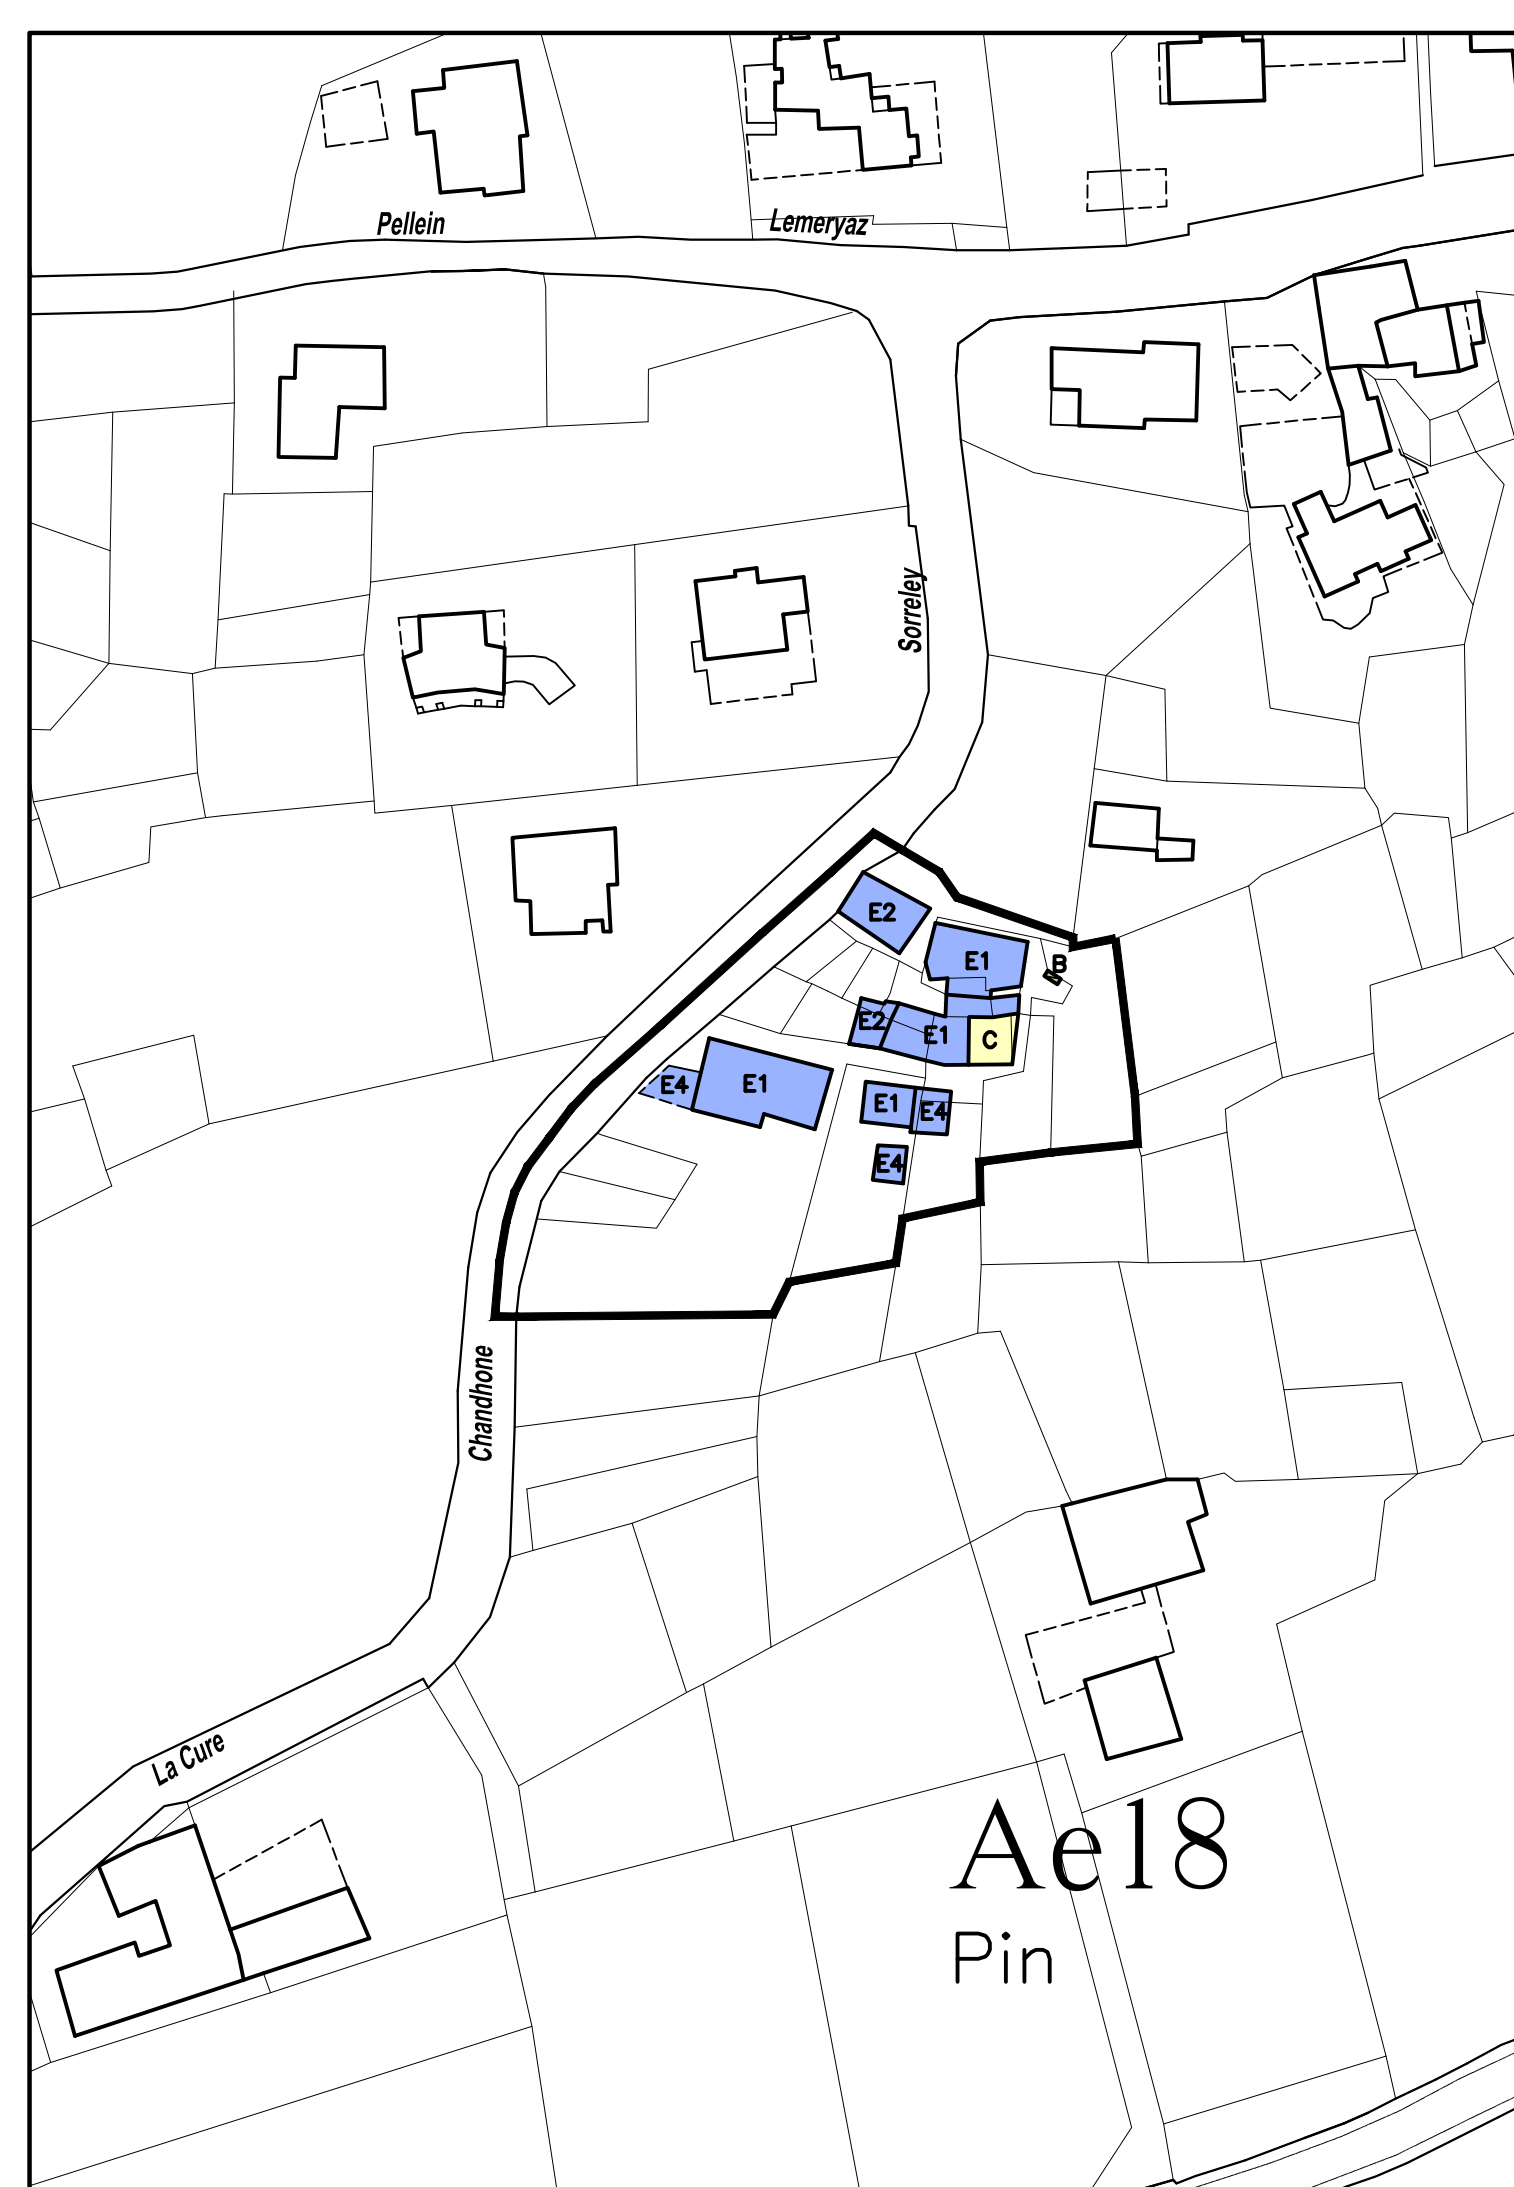 Pellein
Lemeryaz
Sorreley
E2
E1
B
E2
E1
C
E4
E1
E1
E4
E4
Chandhone
La Cure
Ae18
Pin